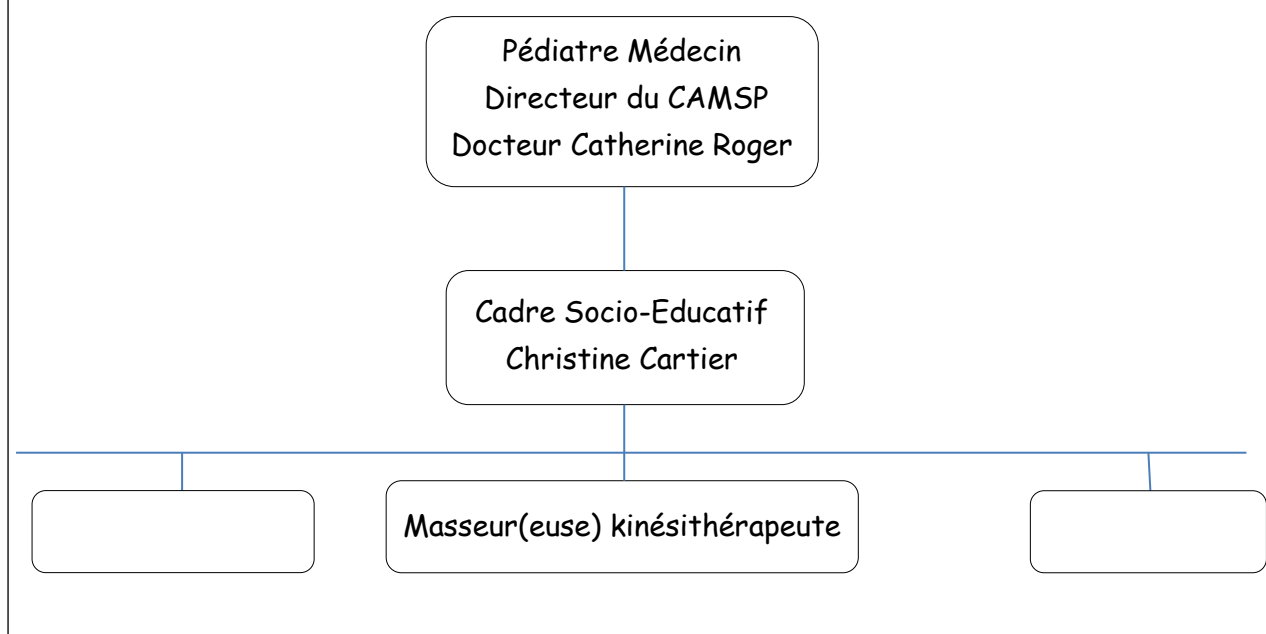 Pédiatre Médecin
Directeur du CAMSP
Docteur Catherine Roger
Cadre Socio-Educatif
Christine Cartier
Masseur(euse) kinésithérapeute